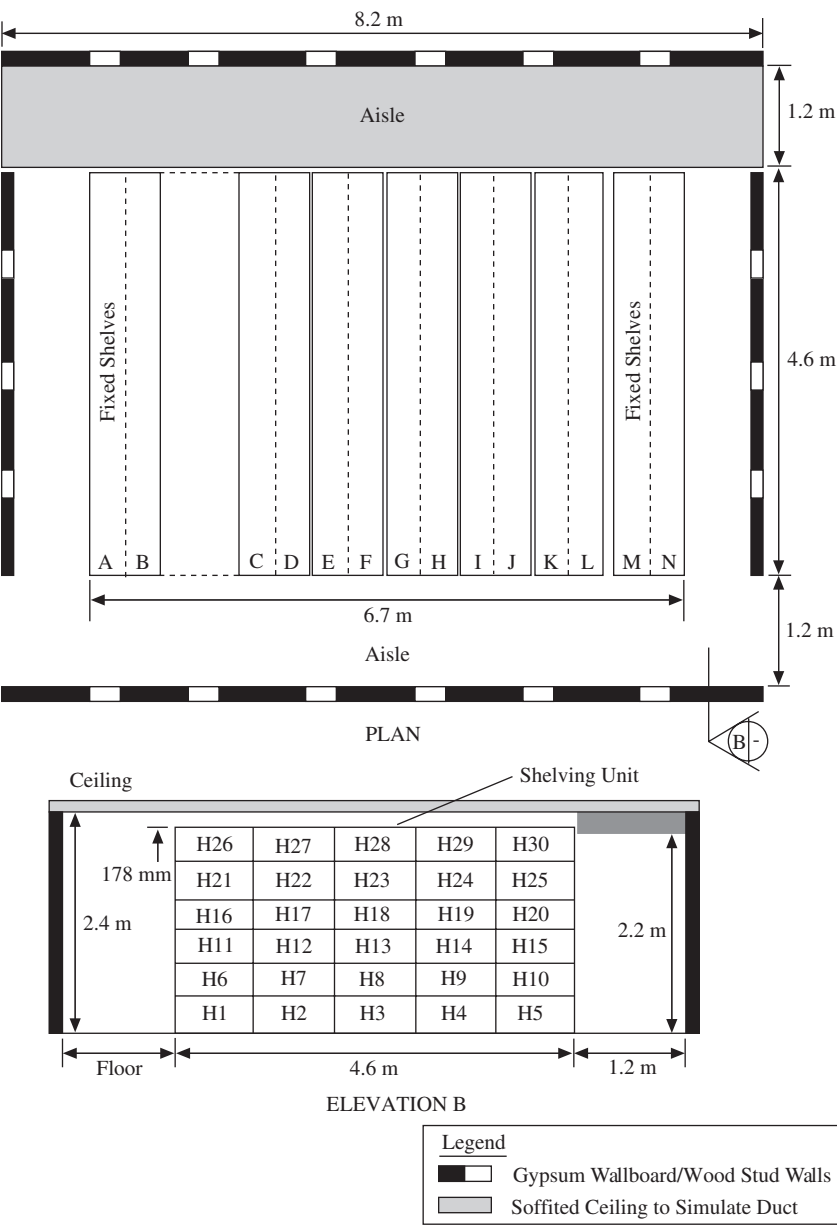 8.2 m
Aisle
1.2 m
Fixed Shelves
Fixed Shelves
4.6 m
A B C D E F G H I J K L M N
6.7 m
1.2 m
Aisle
PLAN
B -
Ceiling
Shelving Unit
H26 H27 H28 H29 H30
178 mm
H21 H22 H23 H24 H25
2.4 m
H16 H17 H18 H19 H20
2.2 m
H11 H12 H13 H14 H15
H6 H7 H8 H9 H10
H1 H2 H3 H4 H5
Floor 4.6 m 1.2 m
ELEVATION B
Legend
Gypsum Wallboard/Wood Stud Walls
Soffited Ceiling to Simulate Duct